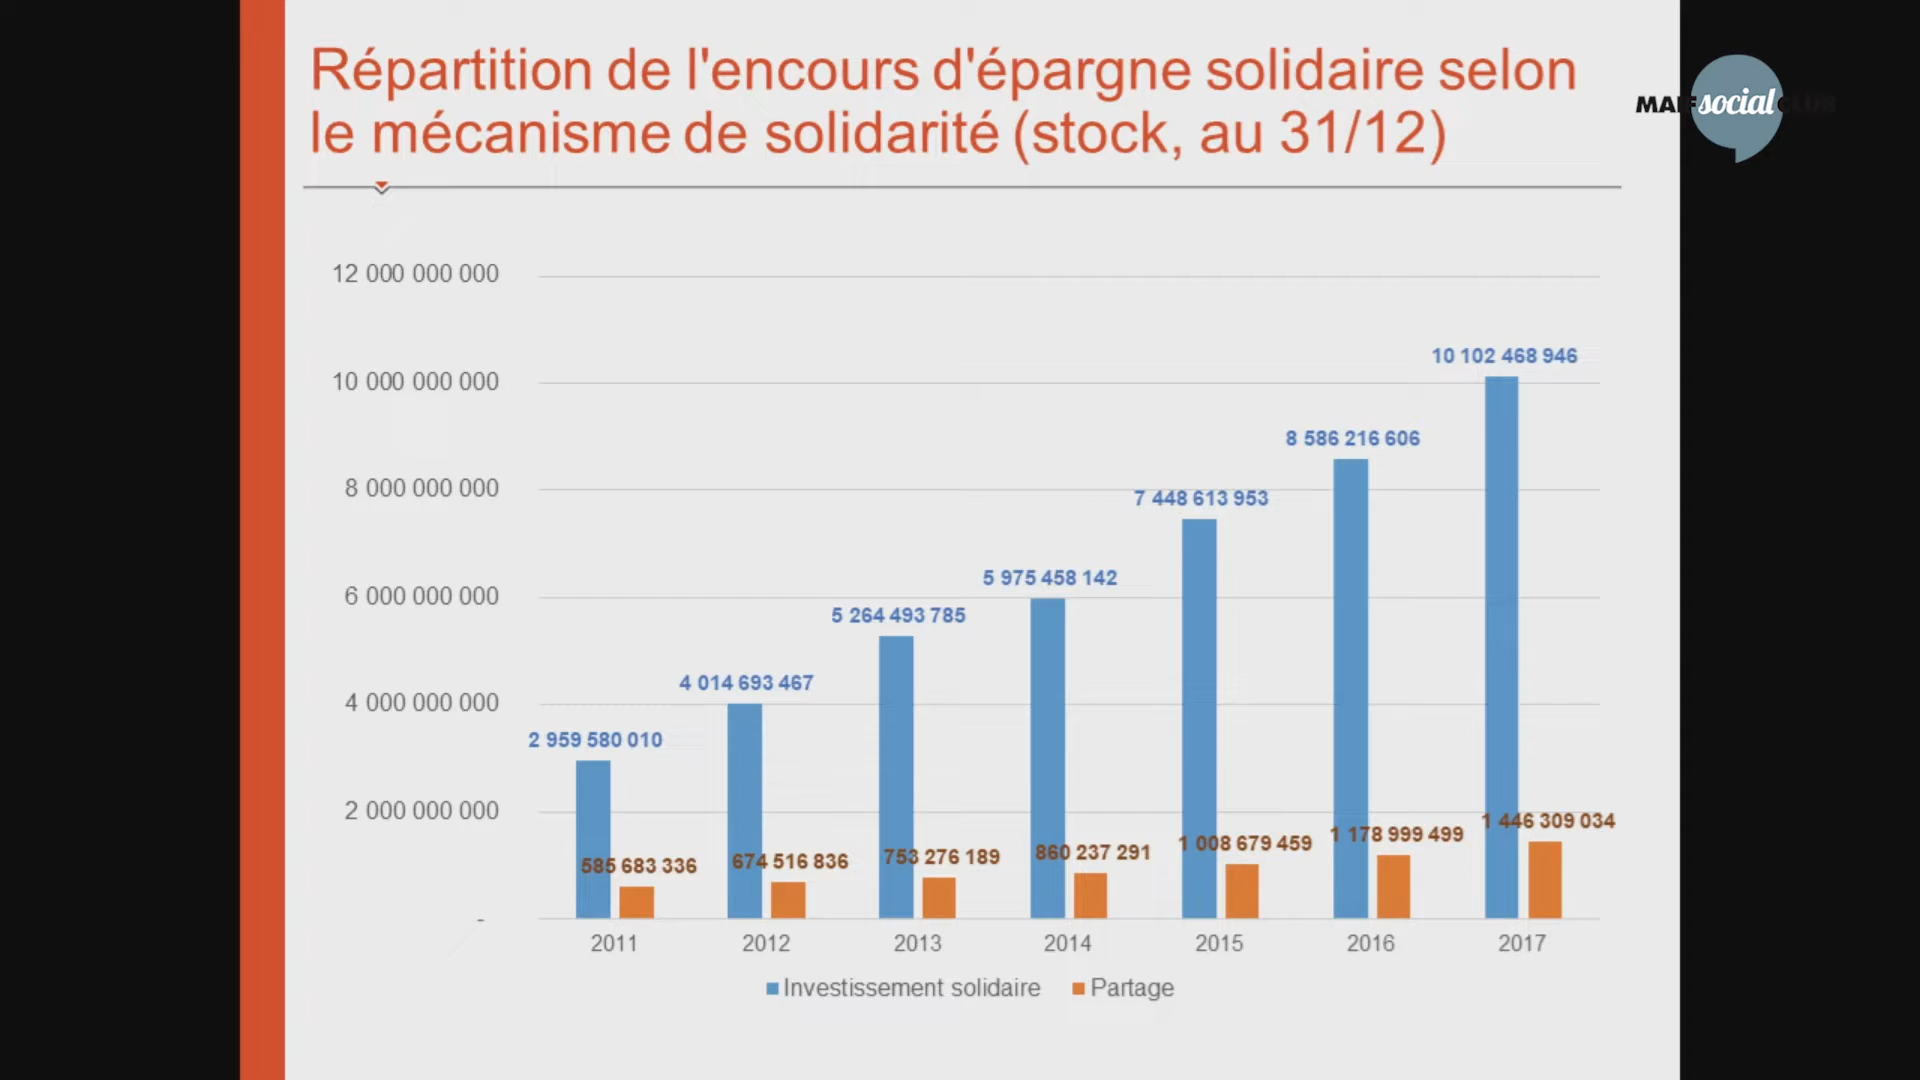 Répartition de l'encours d'épargne solidaire selon
le mécanisme de solidarité (stock, au 31/12)
MAIF social CLUB
12 000 000 000
10 000 000 000
8 000 000 000
6 000 000 000
4 000 000 000
2 000 000 000
-
2 959 580 010
4 014 693 467
5 264 493 785
5 975 458 142
7 448 613 953
8 586 216 606
10 102 468 946
585 683 336
674 516 836
753 276 189
860 237 291
1 008 679 459
1 178 999 499
1 446 309 034
2011 2012 2013 2014 2015 2016 2017
Investissement solidaire Partage